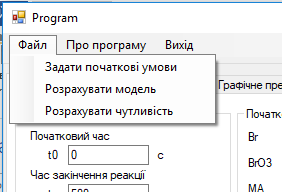 Program
Файл Про програму Вихід
Задати початкові умови
Розрахувати модель
Розрахувати чутливість
Графічне пре
Початковий час
t0 0 с
Час закінчення реакції
Початко
Br
BrO3
MA